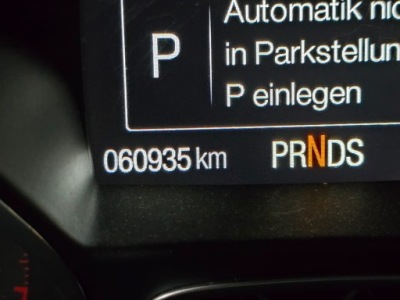 Automatik nic
P
in Parkstellun
P einlegen
060935 km PRNDS